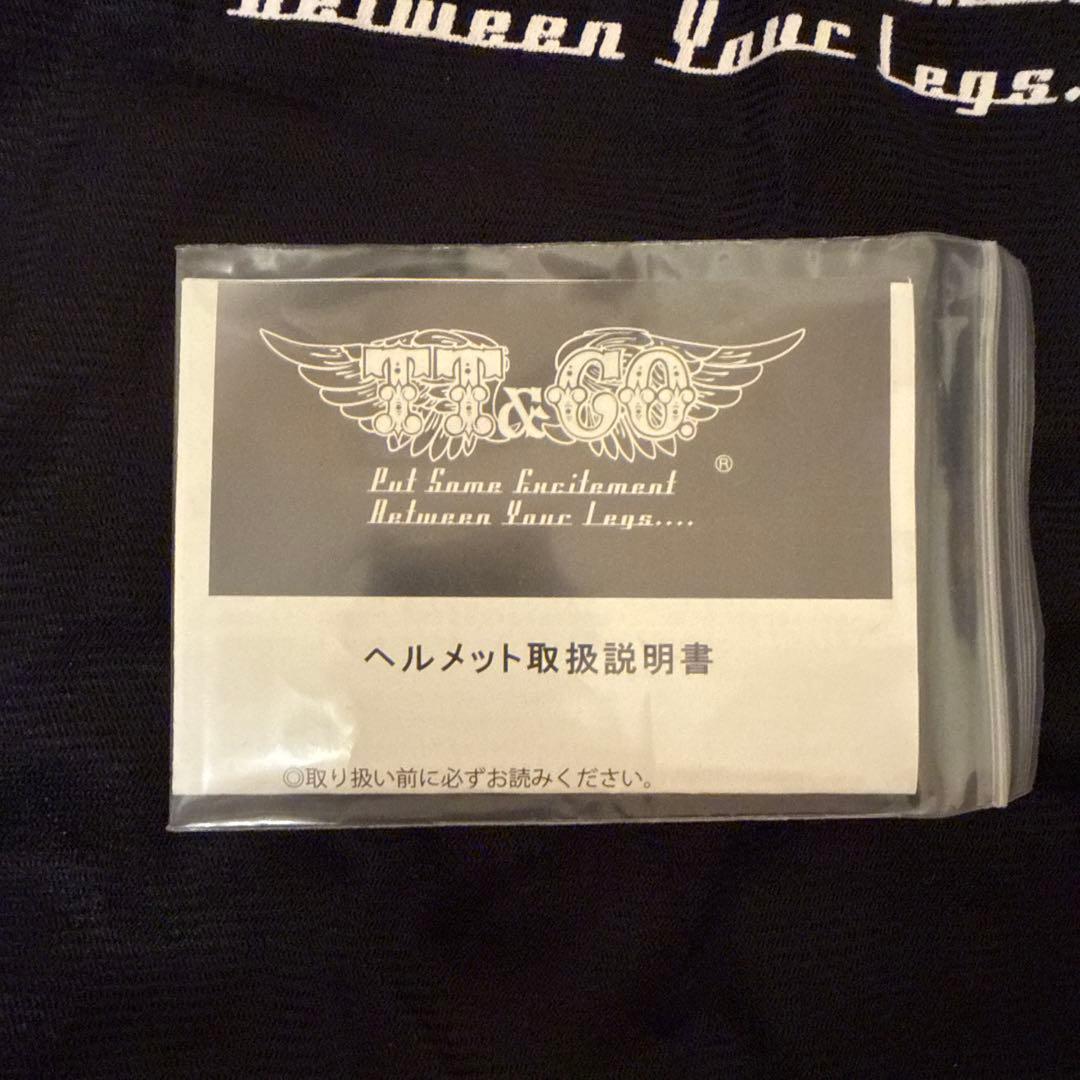 Between Your Legs.
TT&CO.
®
Put Some Excitement
Between Your Legs....
ヘルメット取扱説明書
◎取り扱い前に必ずお読みください。